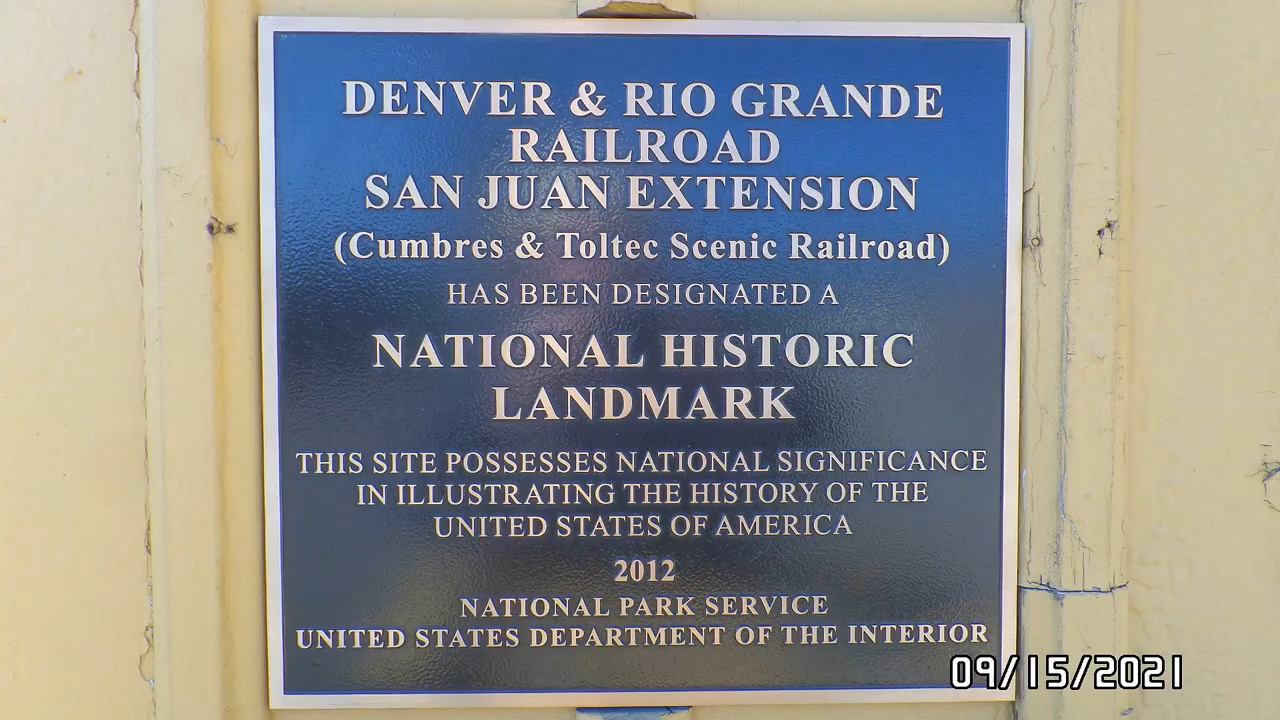 DENVER & RIO GRANDE
RAILROAD
SAN JUAN EXTENSION
(Cumbres & Toltec Scenic Railroad)
HAS BEEN DESIGNATED A
NATIONAL HISTORIC
LANDMARK
THIS SITE POSSESSES NATIONAL SIGNIFICANCE
IN ILLUSTRATING THE HISTORY OF THE
UNITED STATES OF AMERICA
2012
NATIONAL PARK SERVICE
UNITED STATES DEPARTMENT OF THE INTERIOR
09/15/2021